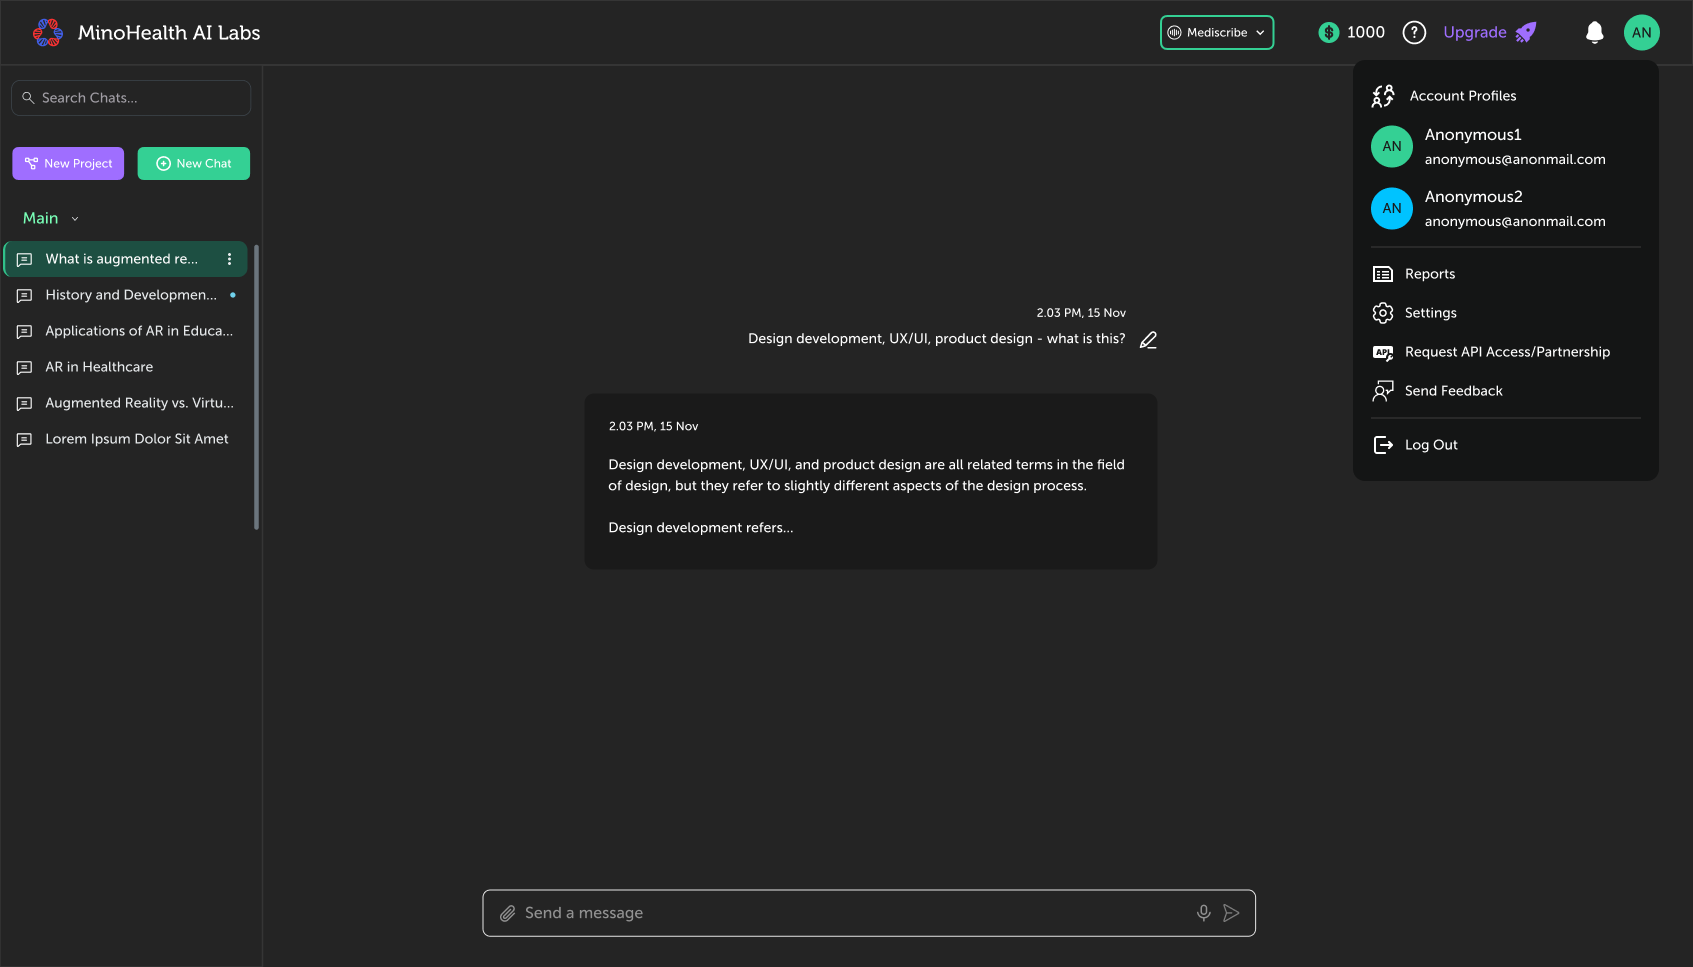 MinoHealth AI Labs
Mediscribe
1000
?
Upgrade
AN
Search Chats...
New Project
New Chat
Main
What is augmented re...
History and Developmen...
Applications of AR in Educa...
AR in Healthcare
Augmented Reality vs. Virtu...
Lorem Ipsum Dolor Sit Amet
2.03 PM, 15 Nov
Design development, UX/UI, product design - what is this?
2.03 PM, 15 Nov
Design development, UX/UI, and product design are all related terms in the field
of design, but they refer to slightly different aspects of the design process.
Design development refers...
Send a message
Account Profiles
AN
Anonymous1
anonymous@anonmail.com
AN
Anonymous2
anonymous@anonmail.com
Reports
Settings
API
Request API Access/Partnership
Send Feedback
Log Out